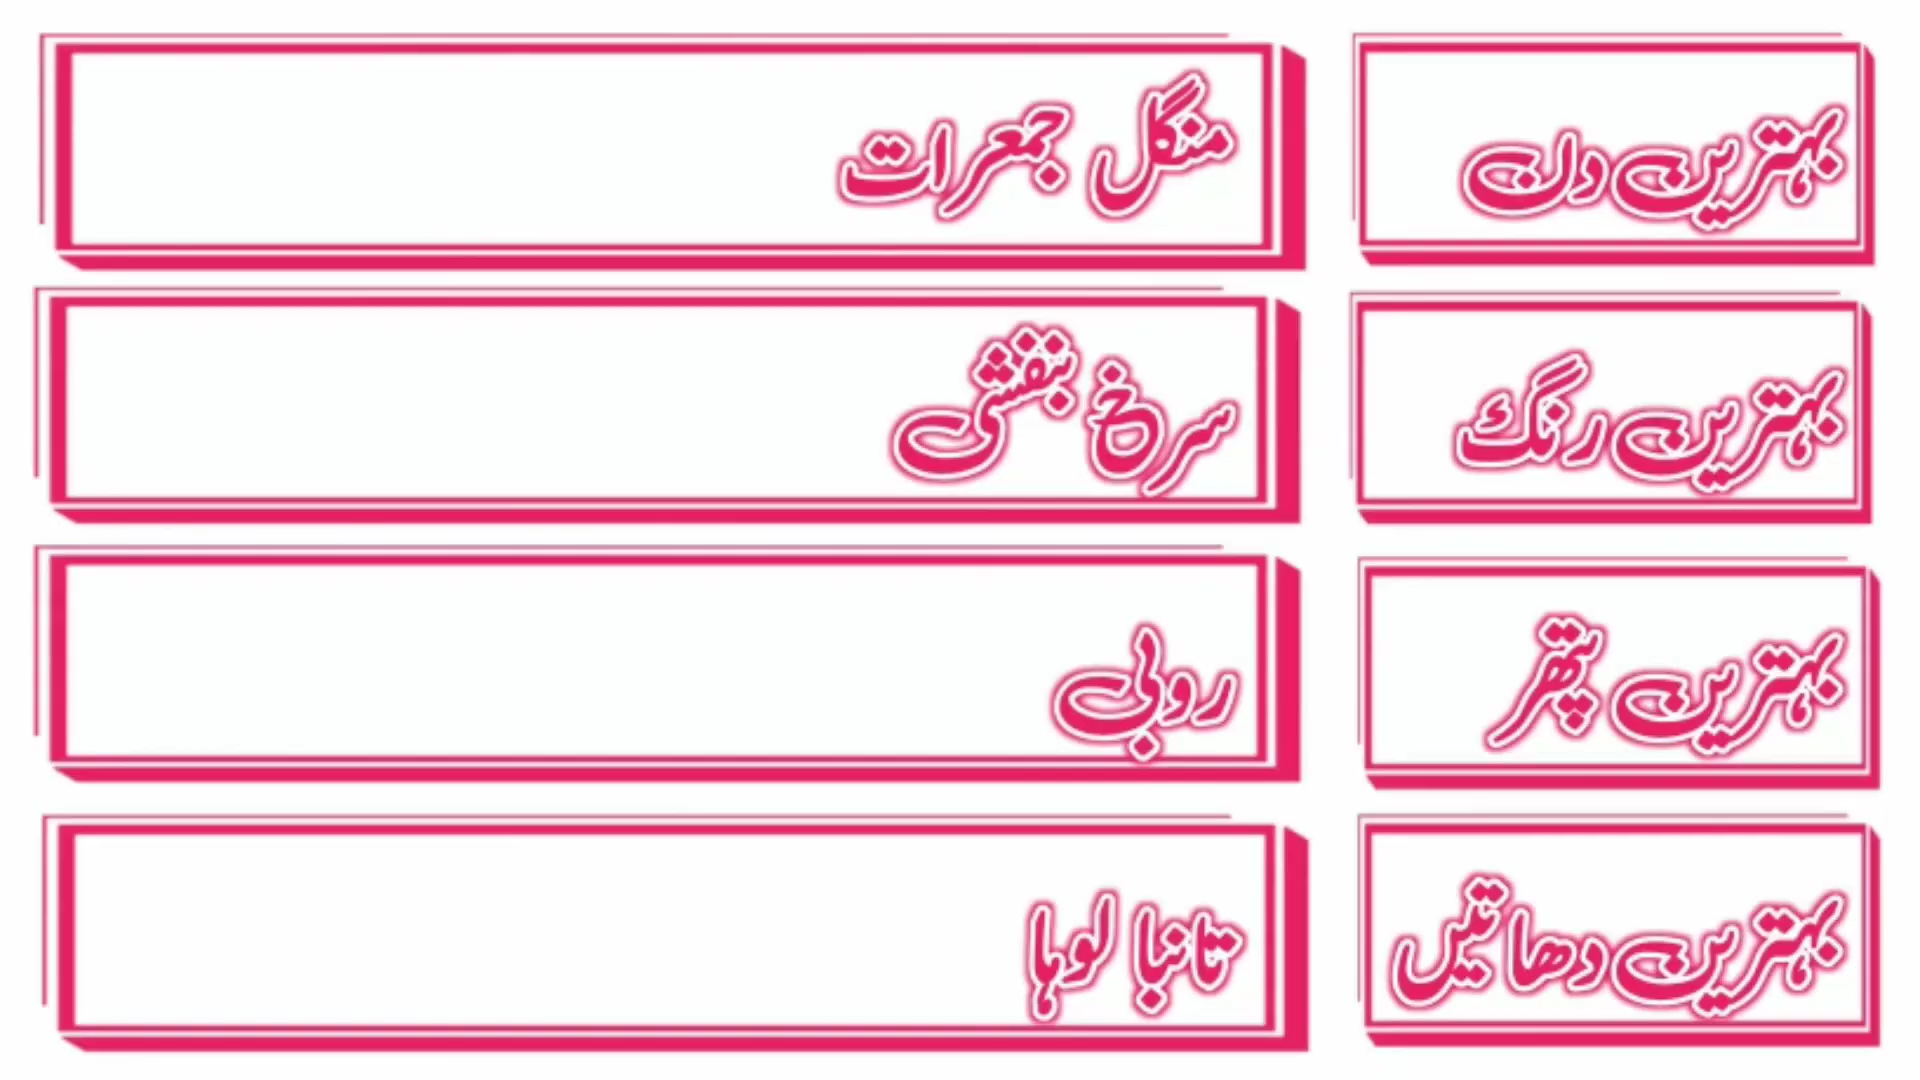 بہترین دن
منگل جمعرات
بہترین رنگ
سرخ بنفشی
بہترین پتھر
روبی
بہترین دھاتیں
تانبا لوہا